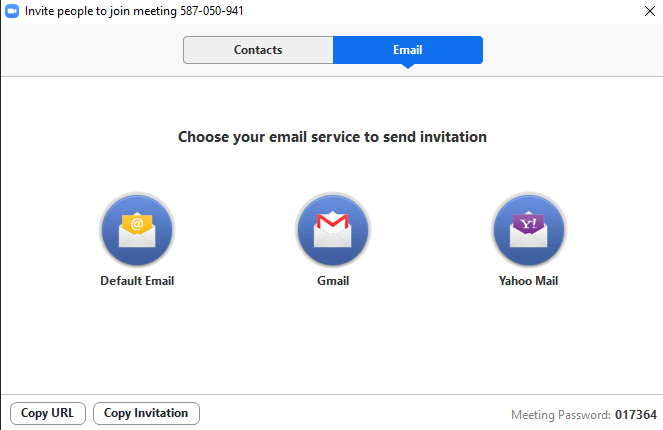 Invite people to join meeting 587-050-941
Contacts
Email
Choose your email service to send invitation
@
Y!
Default Email
Gmail
Yahoo Mail
Copy URL
Copy Invitation
Meeting Password: 017364